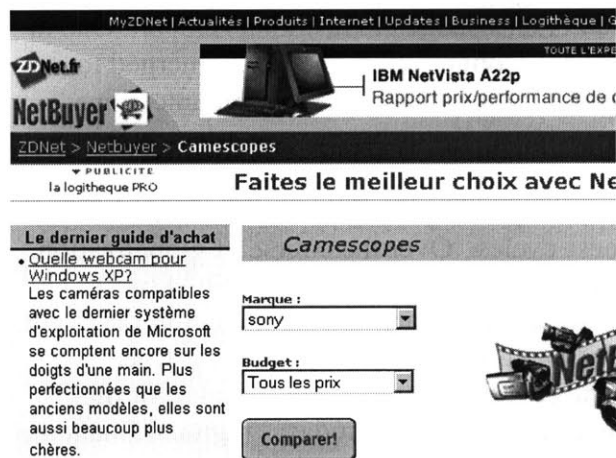 MyZDNet | Actualités | Produits | Internet | Updates | Business | Logithèque | G
TOUTE L'EXPE
ZDNet.fr
NetBuyer
IBM NetVista A22p
Rapport prix/performance de
ZDNet > Netbuyer > Camescopes
PUBLICITE
la logitheque PRO
Faites le meilleur choix avec Ne
Le dernier guide d'achat
• Quelle webcam pour
Windows XP?
Les caméras compatibles
avec le dernier système
d'exploitation de Microsoft
se comptent encore sur les
doigts d'une main. Plus
perfectionnées que les
anciens modèles, elles sont
aussi beaucoup plus
chères.
Camescopes
Marque :
sony
Budget :
Tous les prix
Comparer!
Net